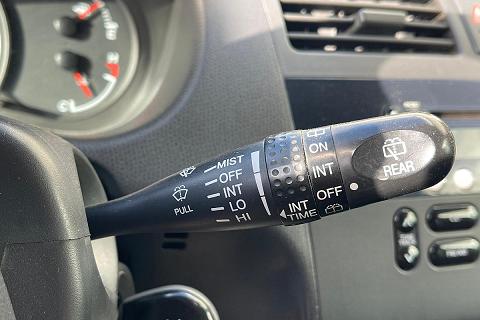 MIST
OFF
INT
LO
HI
PULL
INT
TIME
ON
INT
OFF
REAR